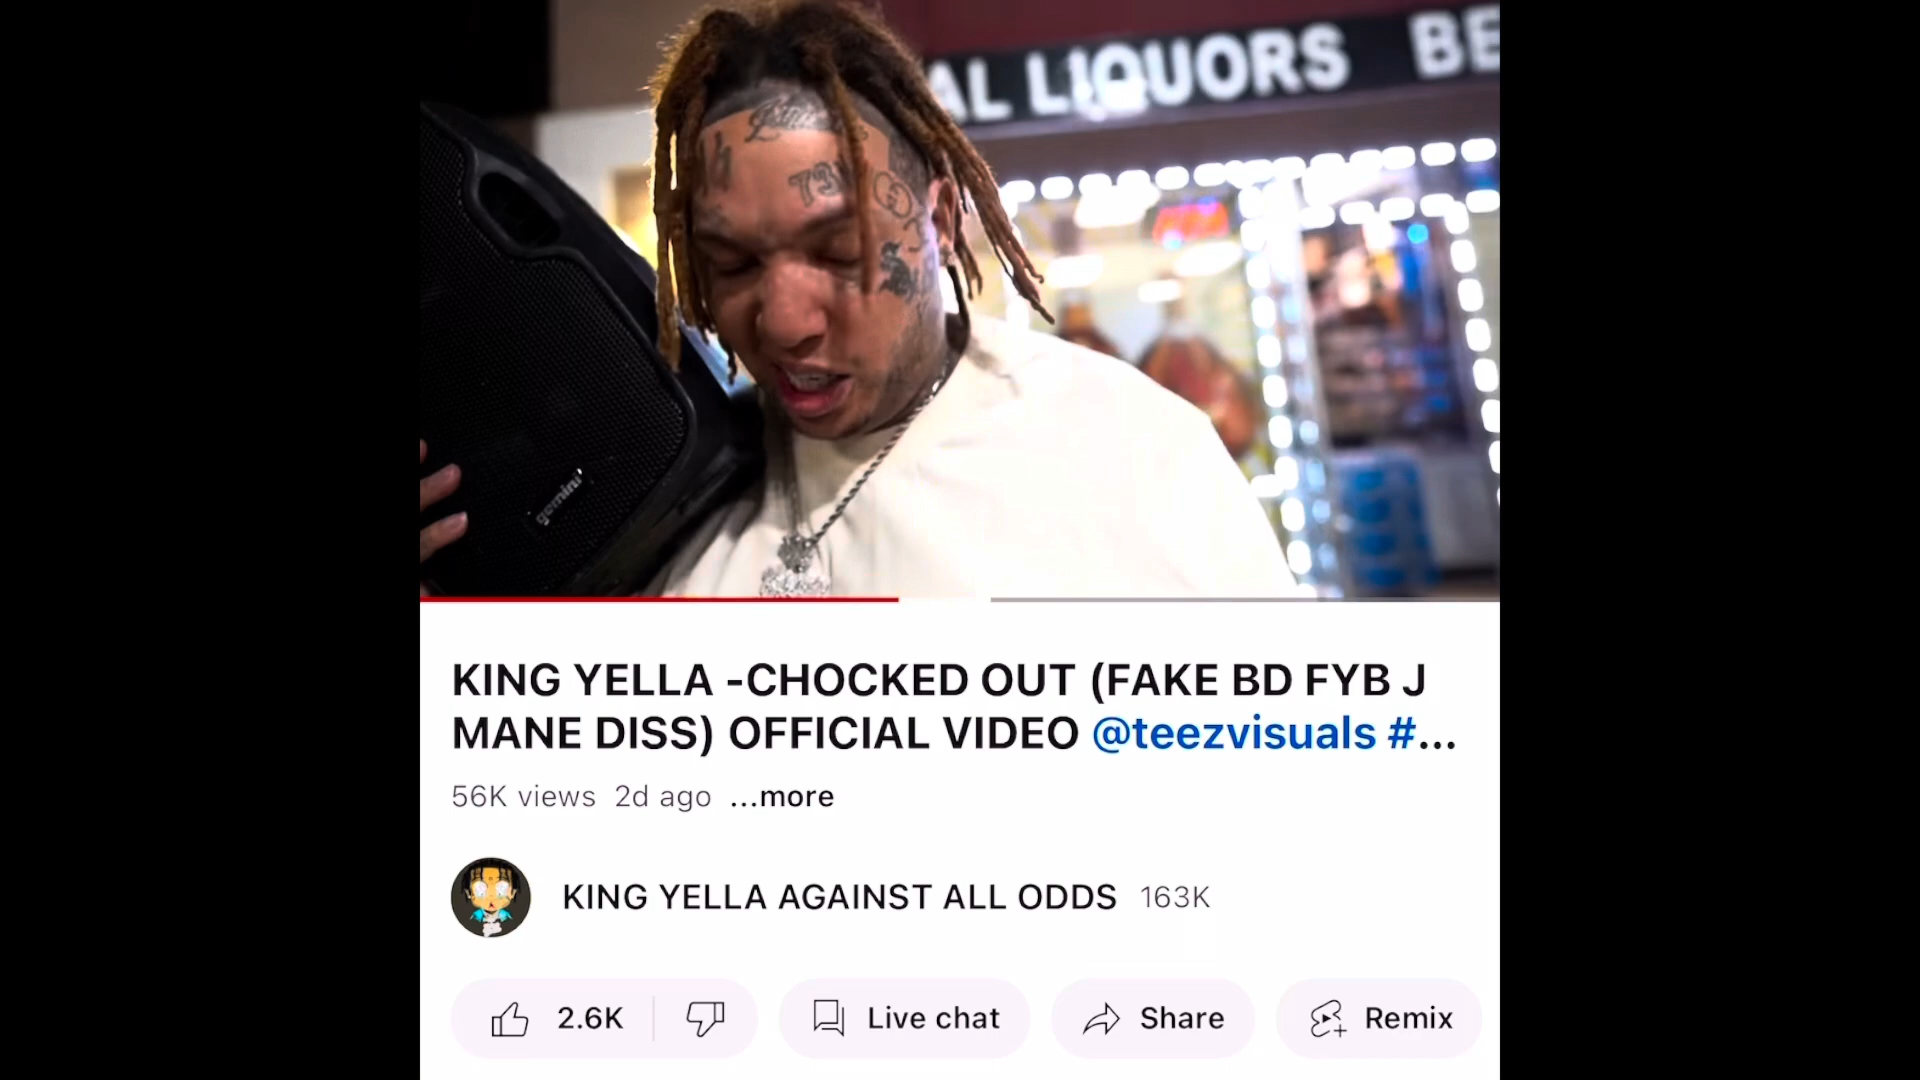 AL LIQUORS BE
gemini
KING YELLA -CHOCKED OUT (FAKE BD FYB J
MANE DISS) OFFICIAL VIDEO @teezvisuals #...
56K views 2d ago ...more
KING YELLA AGAINST ALL ODDS 163K
2.6K Live chat Share Remix